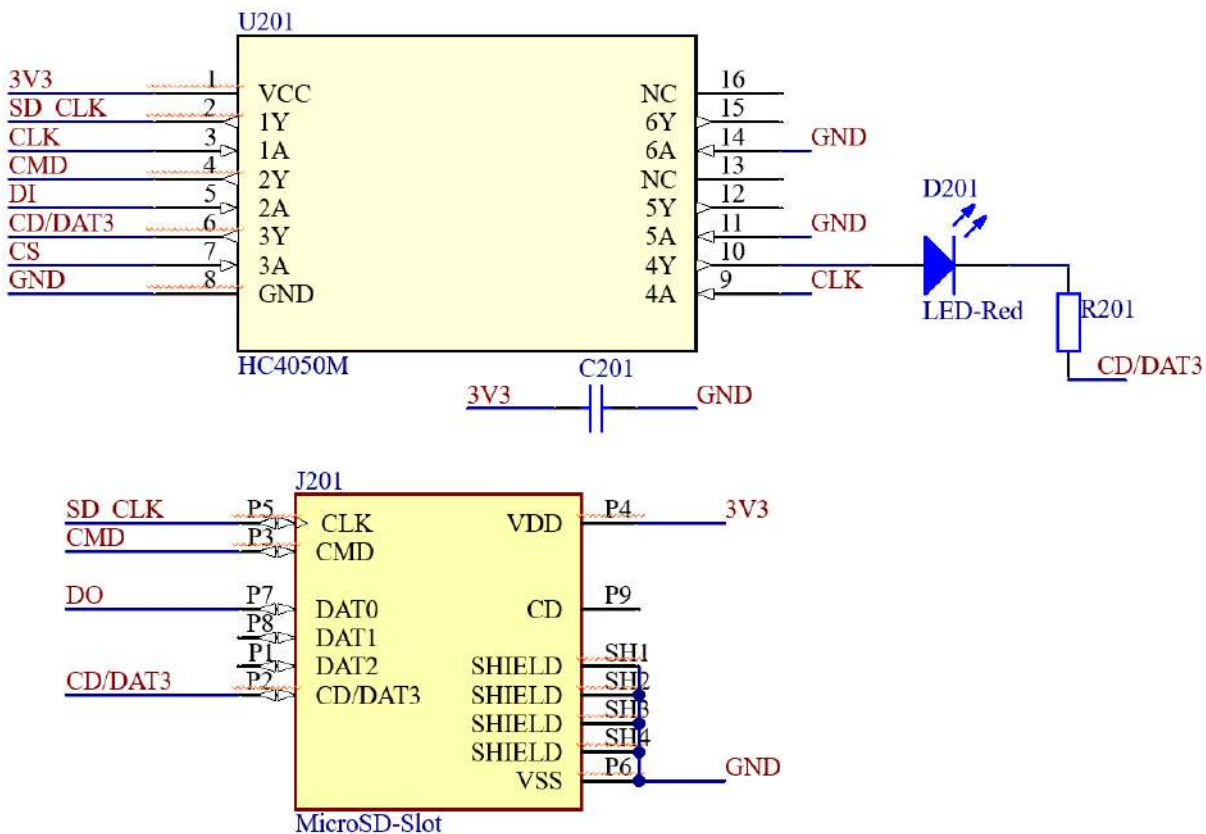 U201
3V3 1 VCC NC 16
SD CLK 2 1Y 6Y 15
CLK 3 1A 6A 14 GND
CMD 4 2Y NC 13
DI 5 2A 5Y 12
CD/DAT3 6 3Y 5A 11 GND
CS 7 3A 4Y 10
GND 8 GND 4A 9 CLK
HC4050M
D201
LED-Red
R201
CD/DAT3
C201
3V3 GND
J201
SD CLK P5 CLK VDD P4 3V3
CMD P3 CMD
DO P7 DAT0 CD P9
P8 DAT1
P1 DAT2 SHIELD SH1
CD/DAT3 P2 CD/DAT3 SHIELD SH2
SHIELD SH3
SHIELD SH4
VSS P6 GND
MicroSD-Slot